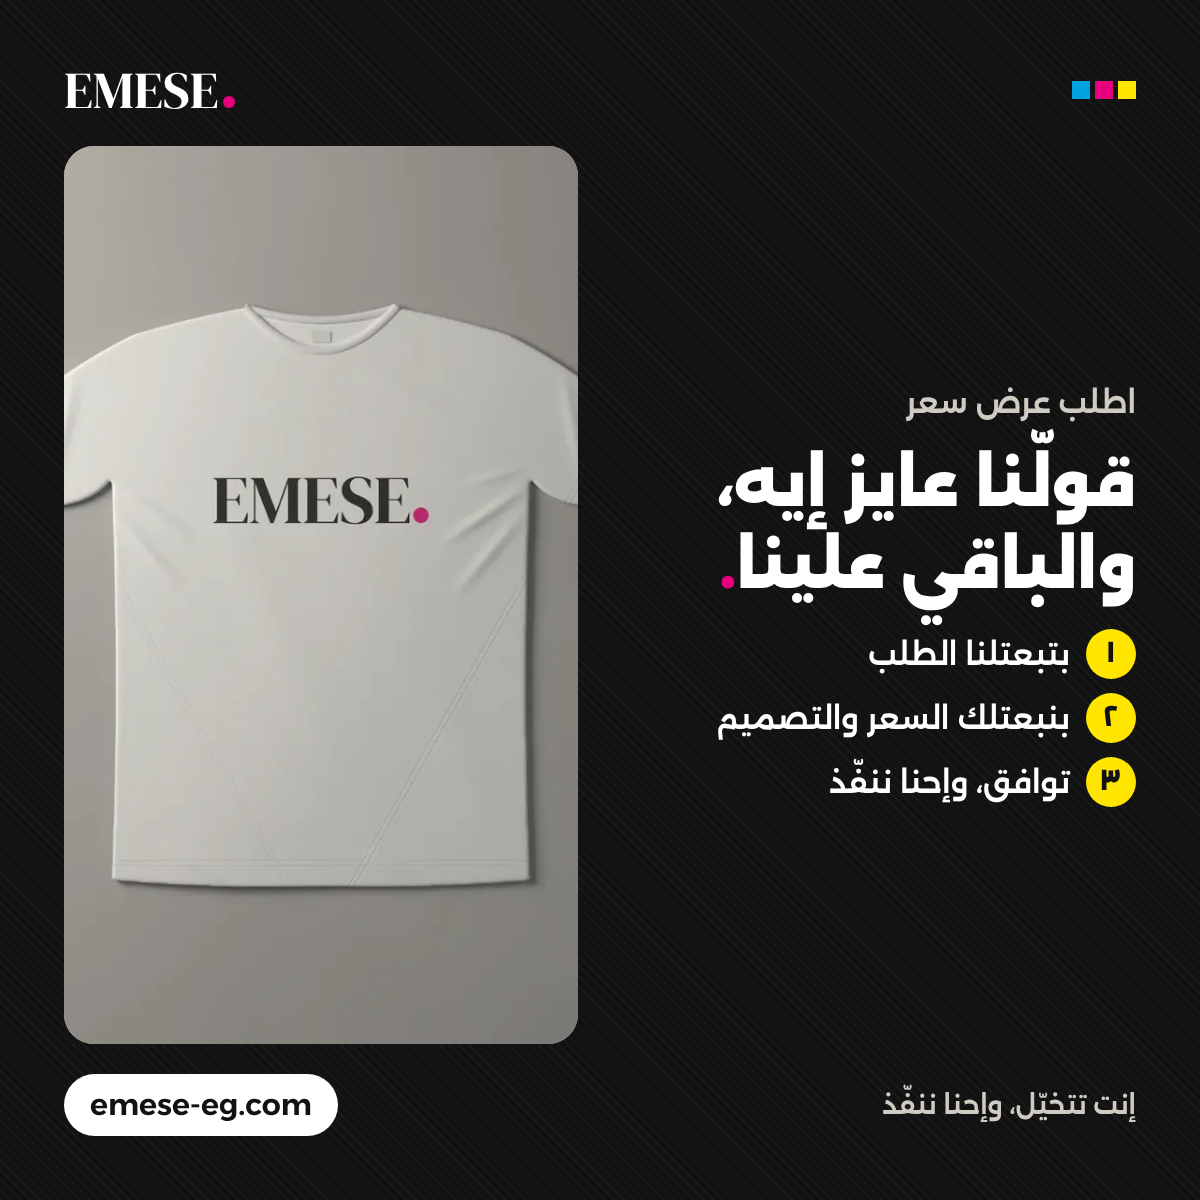 EMESE.
EMESE.
اطلب عرض سعر
قولّنا عايز إيه،
والباقي علينا.
١ بتبعتلنا الطلب
٢ بنبعتلك السعر والتصميم
٣ توافق، وإحنا ننفّذ
emese-eg.com
إنت تتخيّل، وإحنا ننفّذ